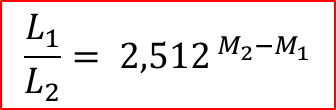 L₁/L₂ = 2,512^(M₂−M₁)